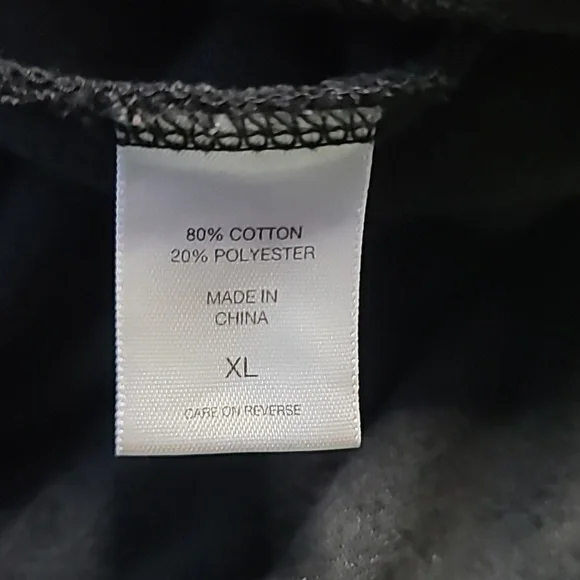 80% COTTON
20% POLYESTER
MADE IN
CHINA
XL
CARE ON REVERSE